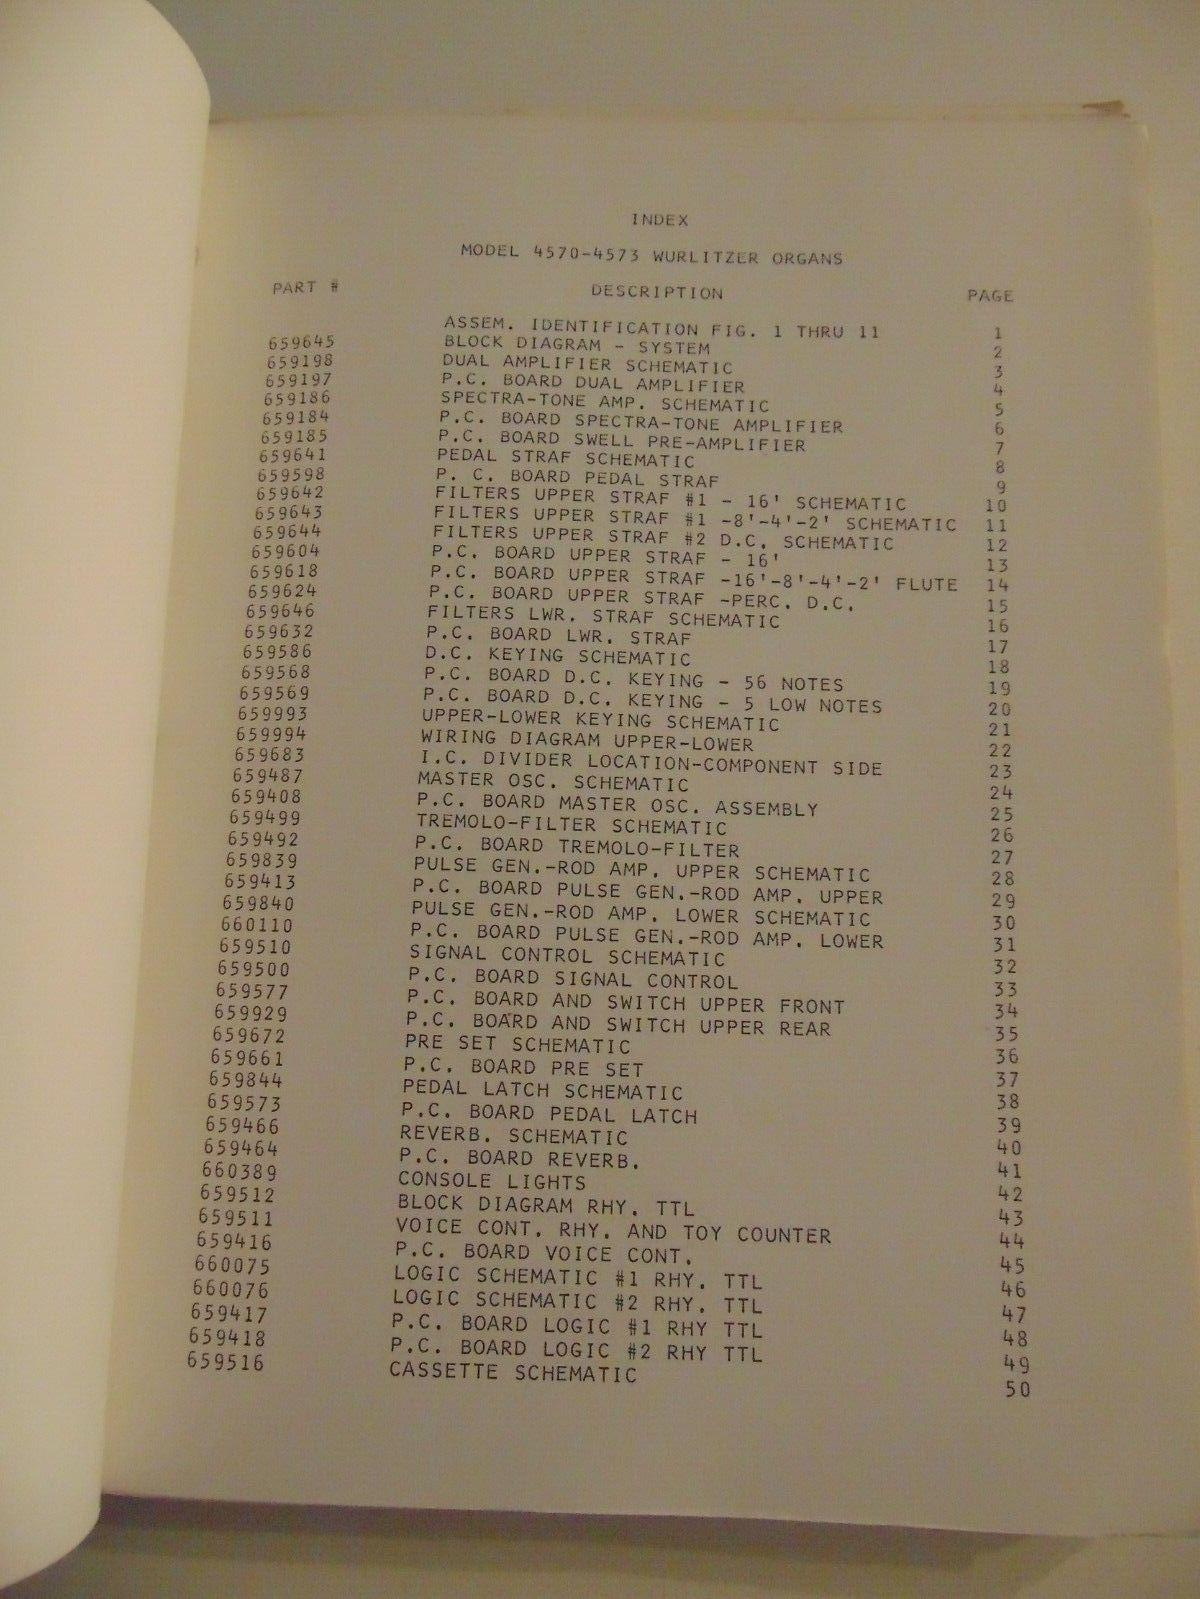 INDEX
MODEL 4570-4573 WURLITZER ORGANS
PART # DESCRIPTION PAGE
ASSEM. IDENTIFICATION FIG. 1 THRU 11 1
659645 BLOCK DIAGRAM - SYSTEM 2
659198 DUAL AMPLIFIER SCHEMATIC 3
659197 P.C. BOARD DUAL AMPLIFIER 4
659186 SPECTRA-TONE AMP. SCHEMATIC 5
659184 P.C. BOARD SPECTRA-TONE AMPLIFIER 6
659185 P.C. BOARD SWELL PRE-AMPLIFIER 7
659641 PEDAL STRAF SCHEMATIC 8
659598 P. C. BOARD PEDAL STRAF 9
659642 FILTERS UPPER STRAF #1 - 16' SCHEMATIC 10
659643 FILTERS UPPER STRAF #1 -8'-4'-2' SCHEMATIC 11
659644 FILTERS UPPER STRAF #2 D.C. SCHEMATIC 12
659604 P.C. BOARD UPPER STRAF - 16' 13
659618 P.C. BOARD UPPER STRAF -16'-8'-4'-2' FLUTE 14
659624 P.C. BOARD UPPER STRAF -PERC. D.C. 15
659646 FILTERS LWR. STRAF SCHEMATIC 16
659632 P.C. BOARD LWR. STRAF 17
659586 D.C. KEYING SCHEMATIC 18
659568 P.C. BOARD D.C. KEYING - 56 NOTES 19
659569 P.C. BOARD D.C. KEYING - 5 LOW NOTES 20
659993 UPPER-LOWER KEYING SCHEMATIC 21
659994 WIRING DIAGRAM UPPER-LOWER 22
659683 I.C. DIVIDER LOCATION-COMPONENT SIDE 23
659487 MASTER OSC. SCHEMATIC 24
659408 P.C. BOARD MASTER OSC. ASSEMBLY 25
659499 TREMOLO-FILTER SCHEMATIC 26
659492 P.C. BOARD TREMOLO-FILTER 27
659839 PULSE GEN.-ROD AMP. UPPER SCHEMATIC 28
659413 P.C. BOARD PULSE GEN.-ROD AMP. UPPER 29
659840 PULSE GEN.-ROD AMP. LOWER SCHEMATIC 30
660110 P.C. BOARD PULSE GEN.-ROD AMP. LOWER 31
659510 SIGNAL CONTROL SCHEMATIC 32
659500 P.C. BOARD SIGNAL CONTROL 33
659577 P.C. BOARD AND SWITCH UPPER FRONT 34
659929 P.C. BOARD AND SWITCH UPPER REAR 35
659672 PRE SET SCHEMATIC 36
659661 P.C. BOARD PRE SET 37
659844 PEDAL LATCH SCHEMATIC 38
659573 P.C. BOARD PEDAL LATCH 39
659466 REVERB. SCHEMATIC 40
659464 P.C. BOARD REVERB. 41
660389 CONSOLE LIGHTS 42
659512 BLOCK DIAGRAM RHY. TTL 43
659511 VOICE CONT. RHY. AND TOY COUNTER 44
659416 P.C. BOARD VOICE CONT. 45
660075 LOGIC SCHEMATIC #1 RHY. TTL 46
660076 LOGIC SCHEMATIC #2 RHY. TTL 47
659417 P.C. BOARD LOGIC #1 RHY TTL 48
659418 P.C. BOARD LOGIC #2 RHY TTL 49
659516 CASSETTE SCHEMATIC 50